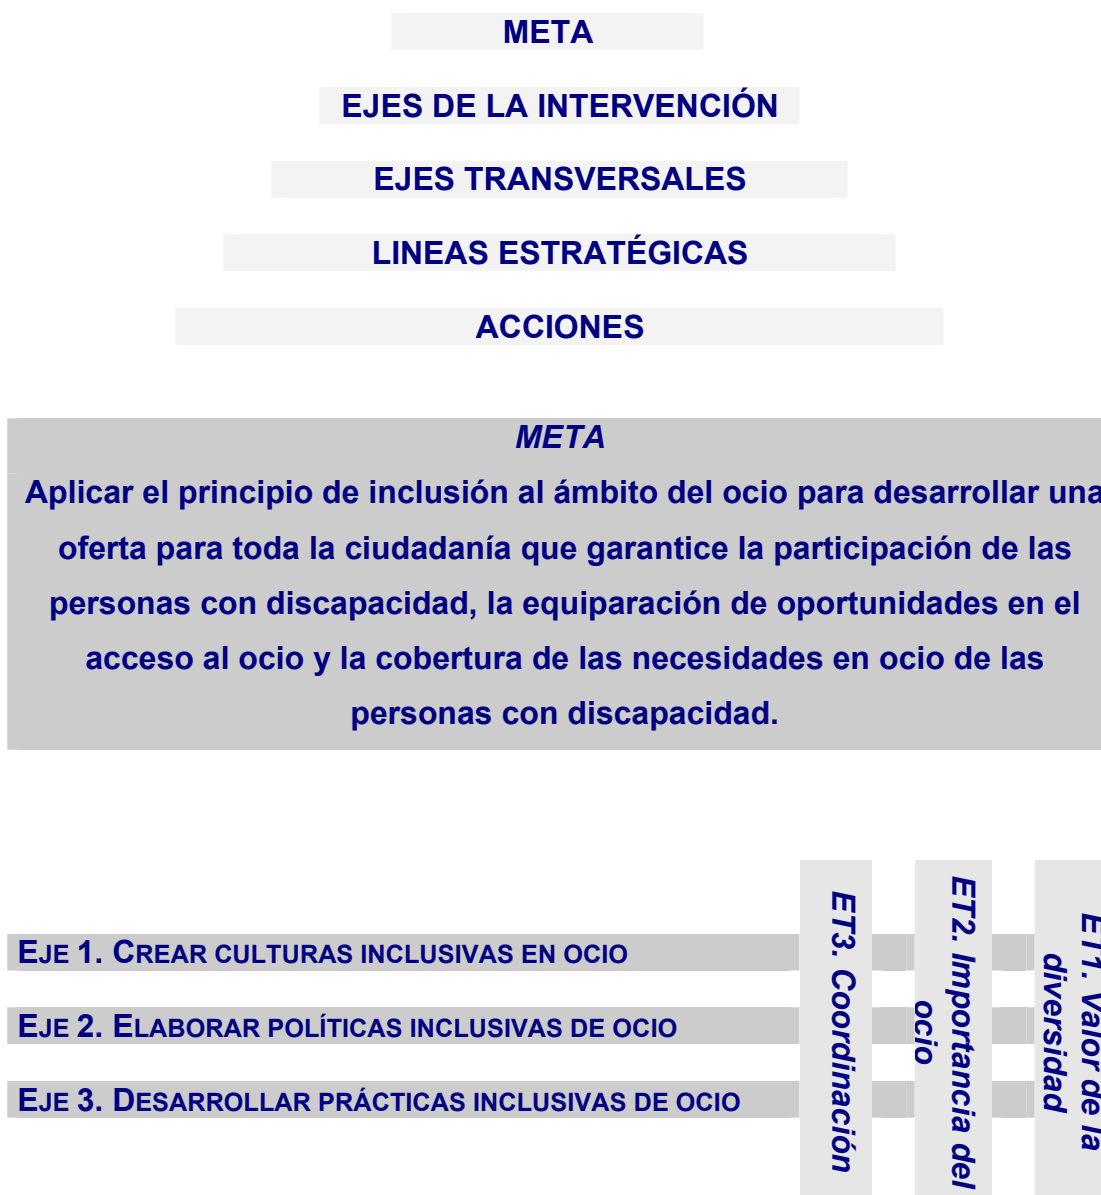 META
EJES DE LA INTERVENCIÓN
EJES TRANSVERSALES
LINEAS ESTRATÉGICAS
ACCIONES
META
Aplicar el principio de inclusión al ámbito del ocio para desarrollar una
oferta para toda la ciudadanía que garantice la participación de las
personas con discapacidad, la equiparación de oportunidades en el
acceso al ocio y la cobertura de las necesidades en ocio de las
personas con discapacidad.
EJE 1. CREAR CULTURAS INCLUSIVAS EN OCIO
EJE 2. ELABORAR POLÍTICAS INCLUSIVAS DE OCIO
EJE 3. DESARROLLAR PRÁCTICAS INCLUSIVAS DE OCIO
ET3. Coordinación
ET2. Importancia del
ocio
ET1. Valor de la
diversidad